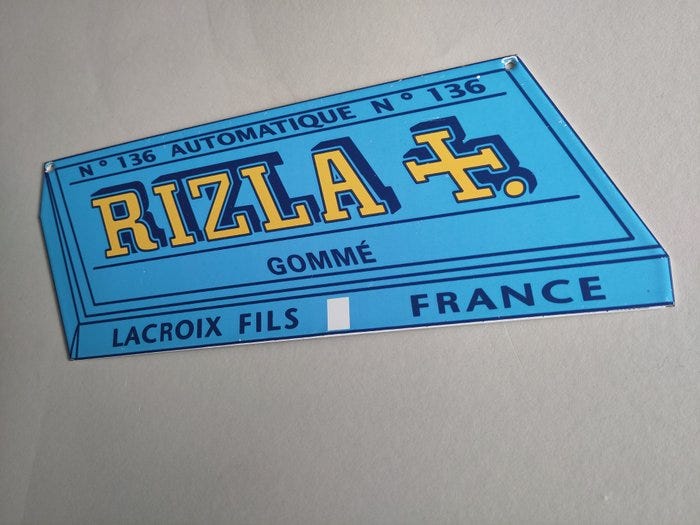 N° 136 AUTOMATIQUE N° 136
RIZLA +.
GOMMÉ
LACROIX FILS FRANCE